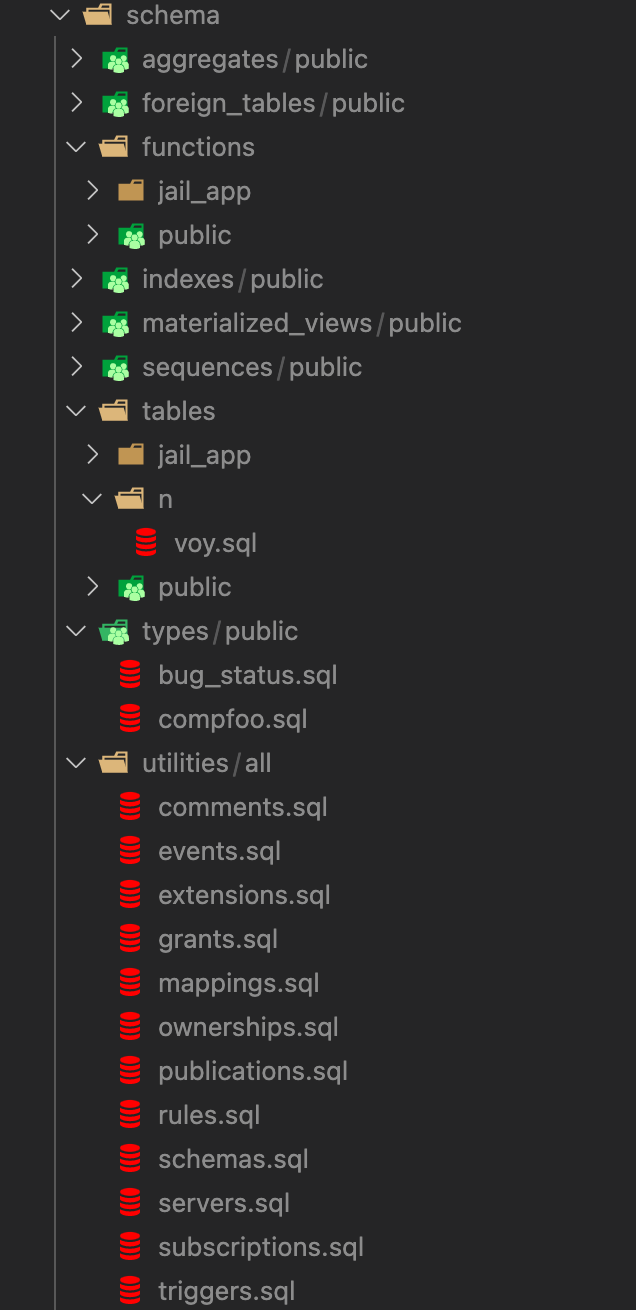 schema
aggregates/public
foreign_tables/public
functions
jail_app
public
indexes/public
materialized_views/public
sequences/public
tables
jail_app
n
voy.sql
public
types/public
bug_status.sql
compfoo.sql
utilities/all
comments.sql
events.sql
extensions.sql
grants.sql
mappings.sql
ownerships.sql
publications.sql
rules.sql
schemas.sql
servers.sql
subscriptions.sql
triggers.sql